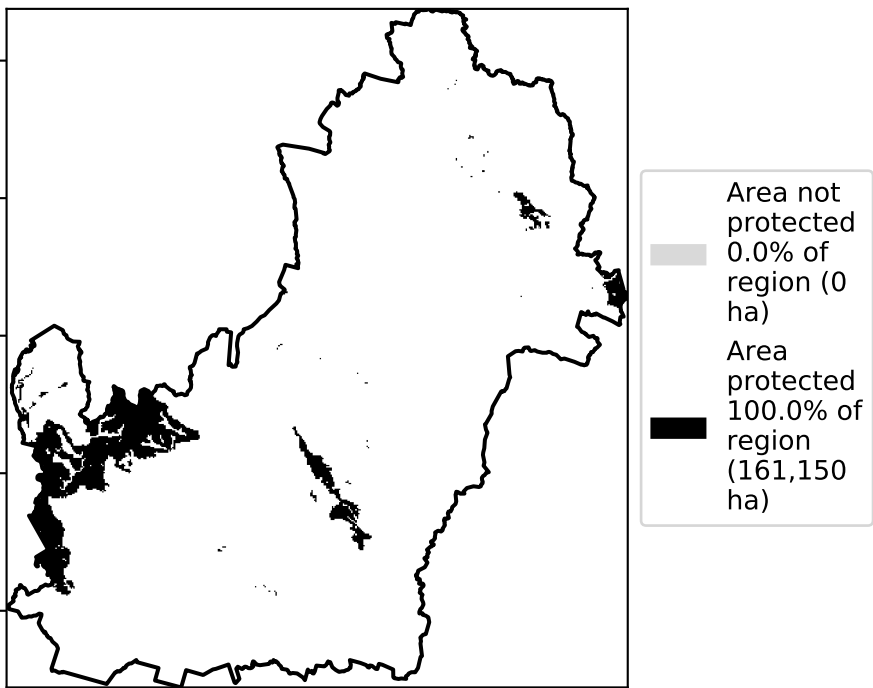 Area not
protected
0.0% of
region (0
ha)
Area
protected
100.0% of
region
(161,150
ha)